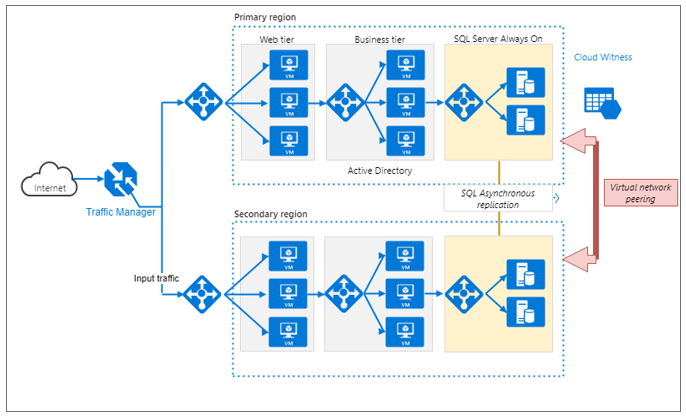 Primary region
Web tier
Business tier
SQL Server Always On
Cloud Witness
VM
VM
VM
VM
VM
VM
Internet
Traffic Manager
Active Directory
SQL Asynchronous
replication
Virtual network
peering
Secondary region
Input traffic
VM
VM
VM
VM
VM
VM